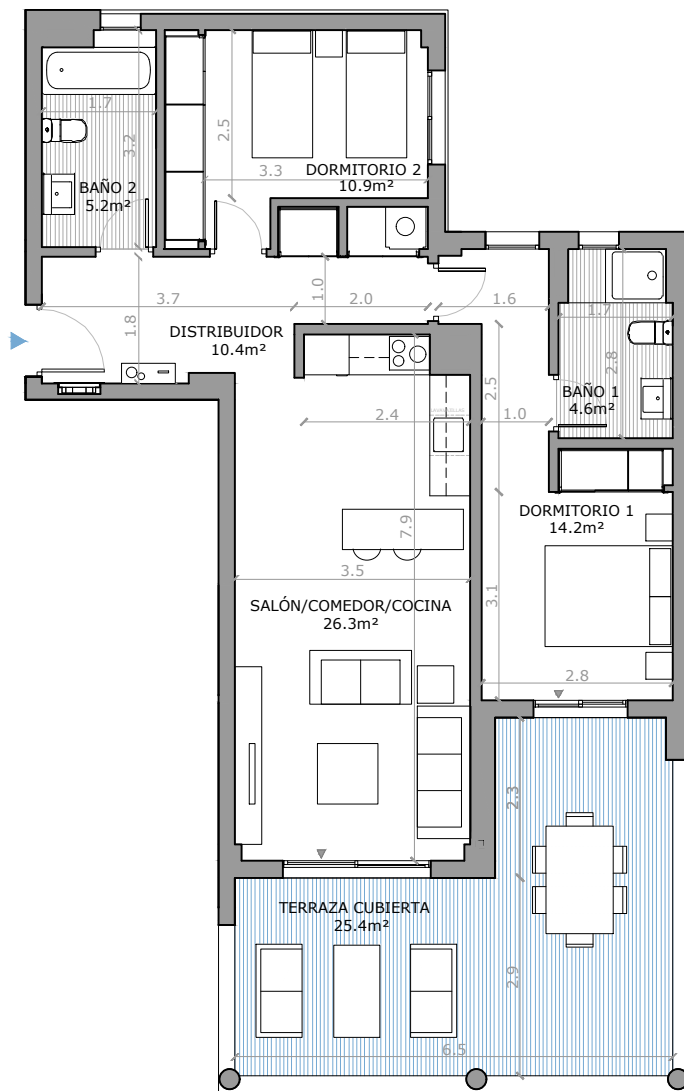 1.7
3.2
BAÑO 2
5.2m²
2.5
3.3
DORMITORIO 2
10.9m²
3.7
1.8
2.0
1.0
1.6
DISTRIBUIDOR
10.4m²
1.7
2.8
BAÑO 1
4.6m²
2.5
1.0
2.4
7.9
DORMITORIO 1
14.2m²
3.5
3.1
SALÓN/COMEDOR/COCINA
26.3m²
2.8
2.3
TERRAZA CUBIERTA
25.4m²
2.9
6.5